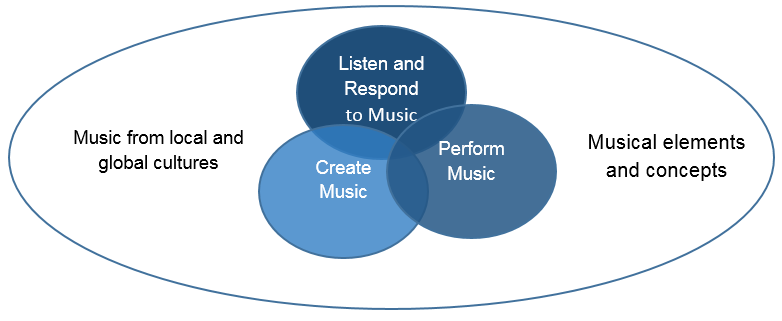 Listen and
Respond
to Music
Music from local and
global cultures
Create
Music
Perform
Music
Musical elements
and concepts